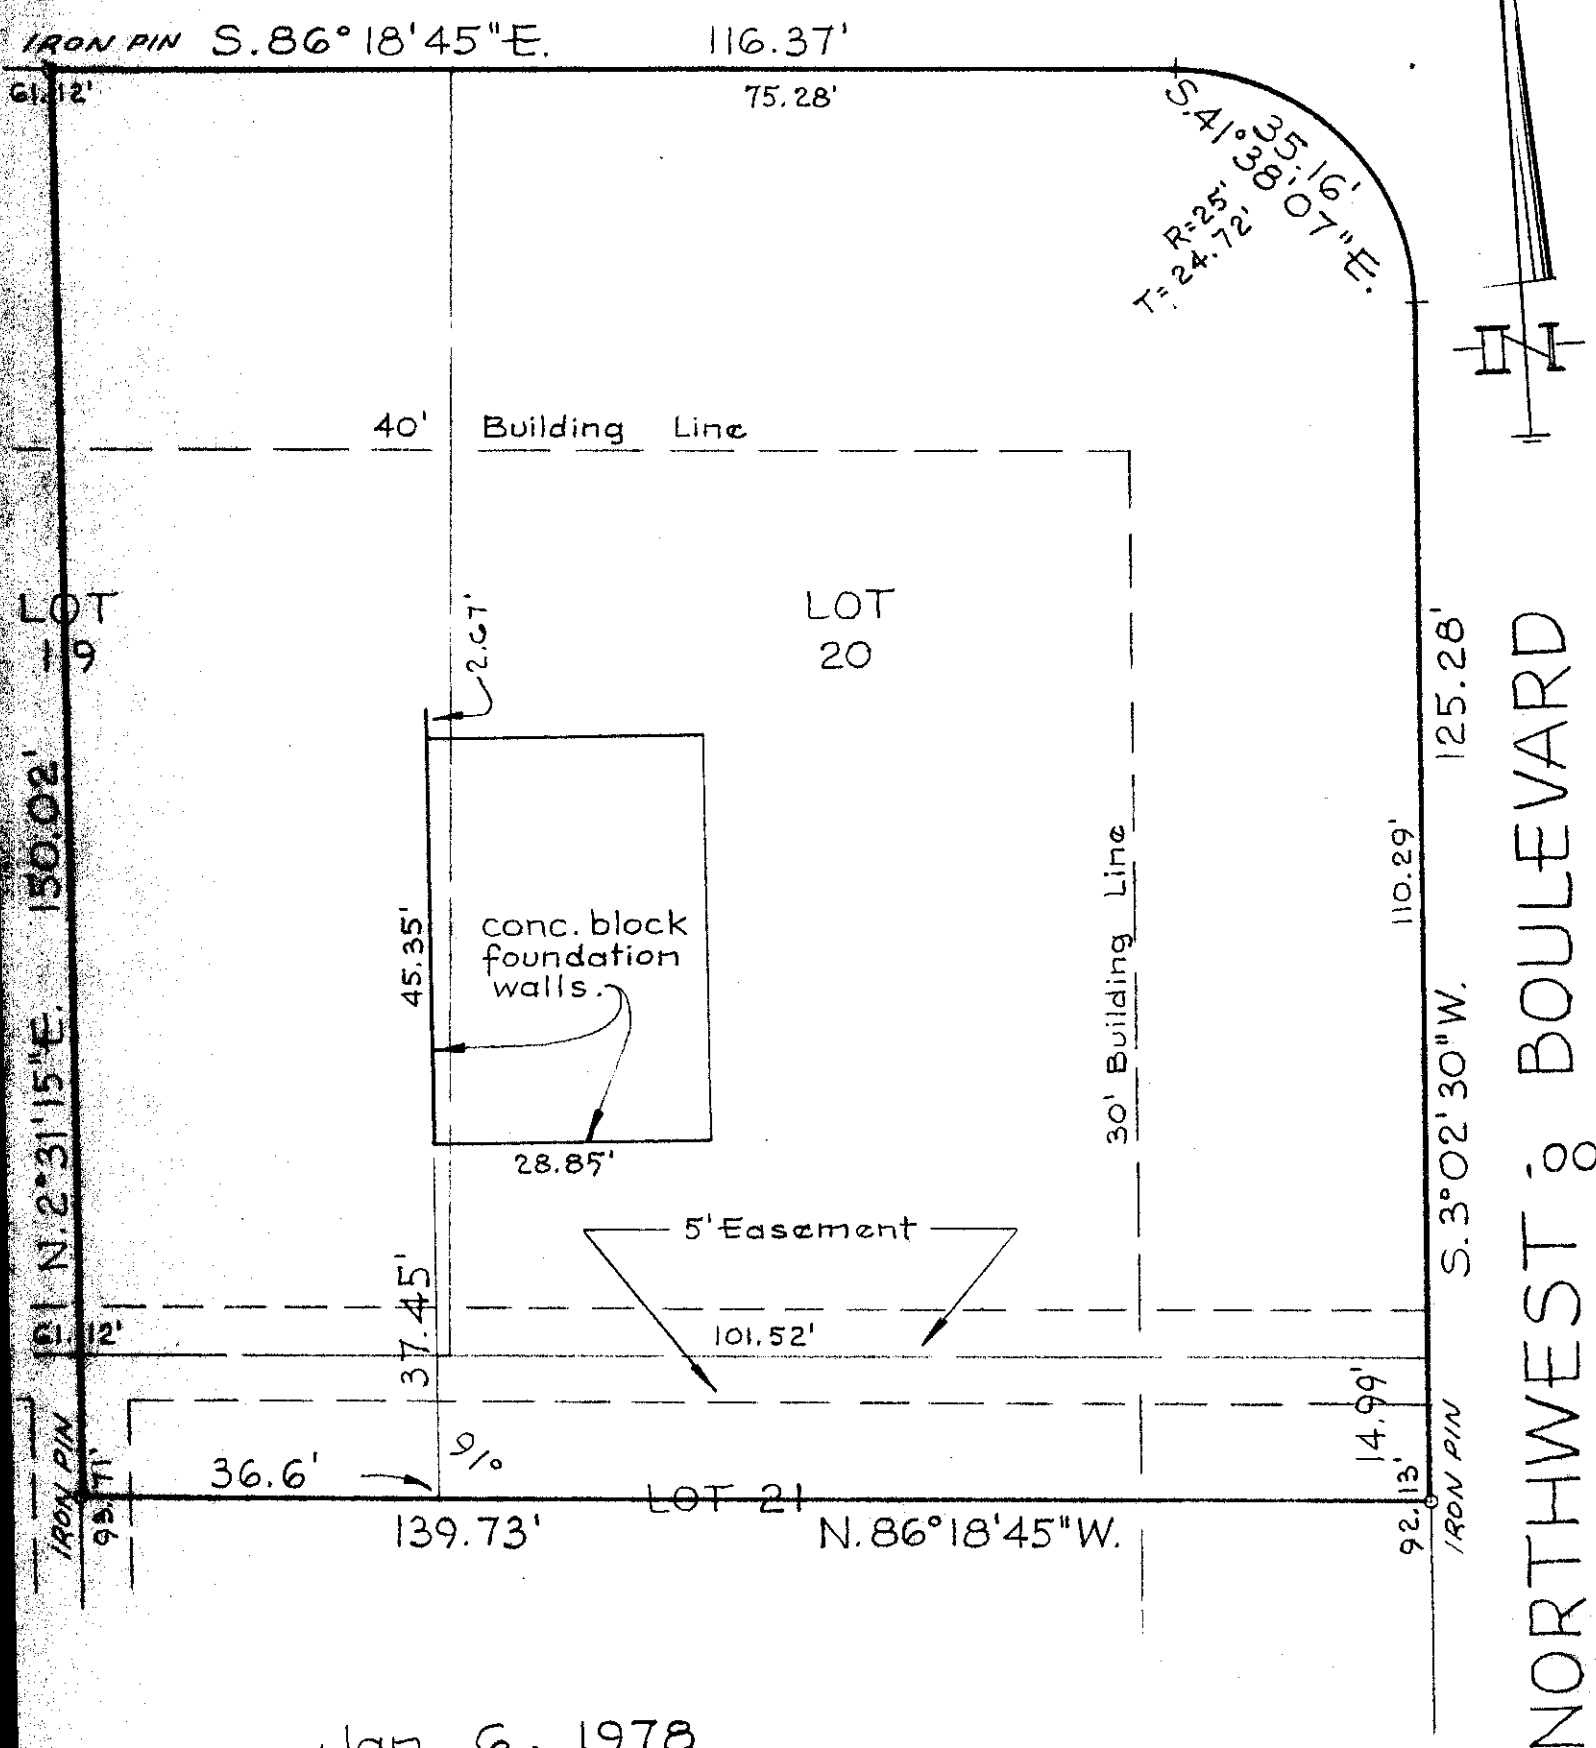 IRON PIN S.86°18'45"E. 116.37'
61.12'
75.28'
35.16'
S.41°38'07"E.
R=25'
T=24.72'
N
40' Building Line
LOT
19
LOT
20
2.67'
125.28'
150.02'
N.2°31'15"E.
45.35'
conc. block
foundation
walls.
110.29'
30' Building Line
S.3°02'30"W.
NORTHWEST BOULEVARD
28.85'
5' Easement
37.45'
61.12'
101.52'
14.99'
IRON PIN
93.71'
36.6'
LOT 21
92.13'
IRON PIN
139.73'
N.86°18'45"W.
Jan 6, 1978